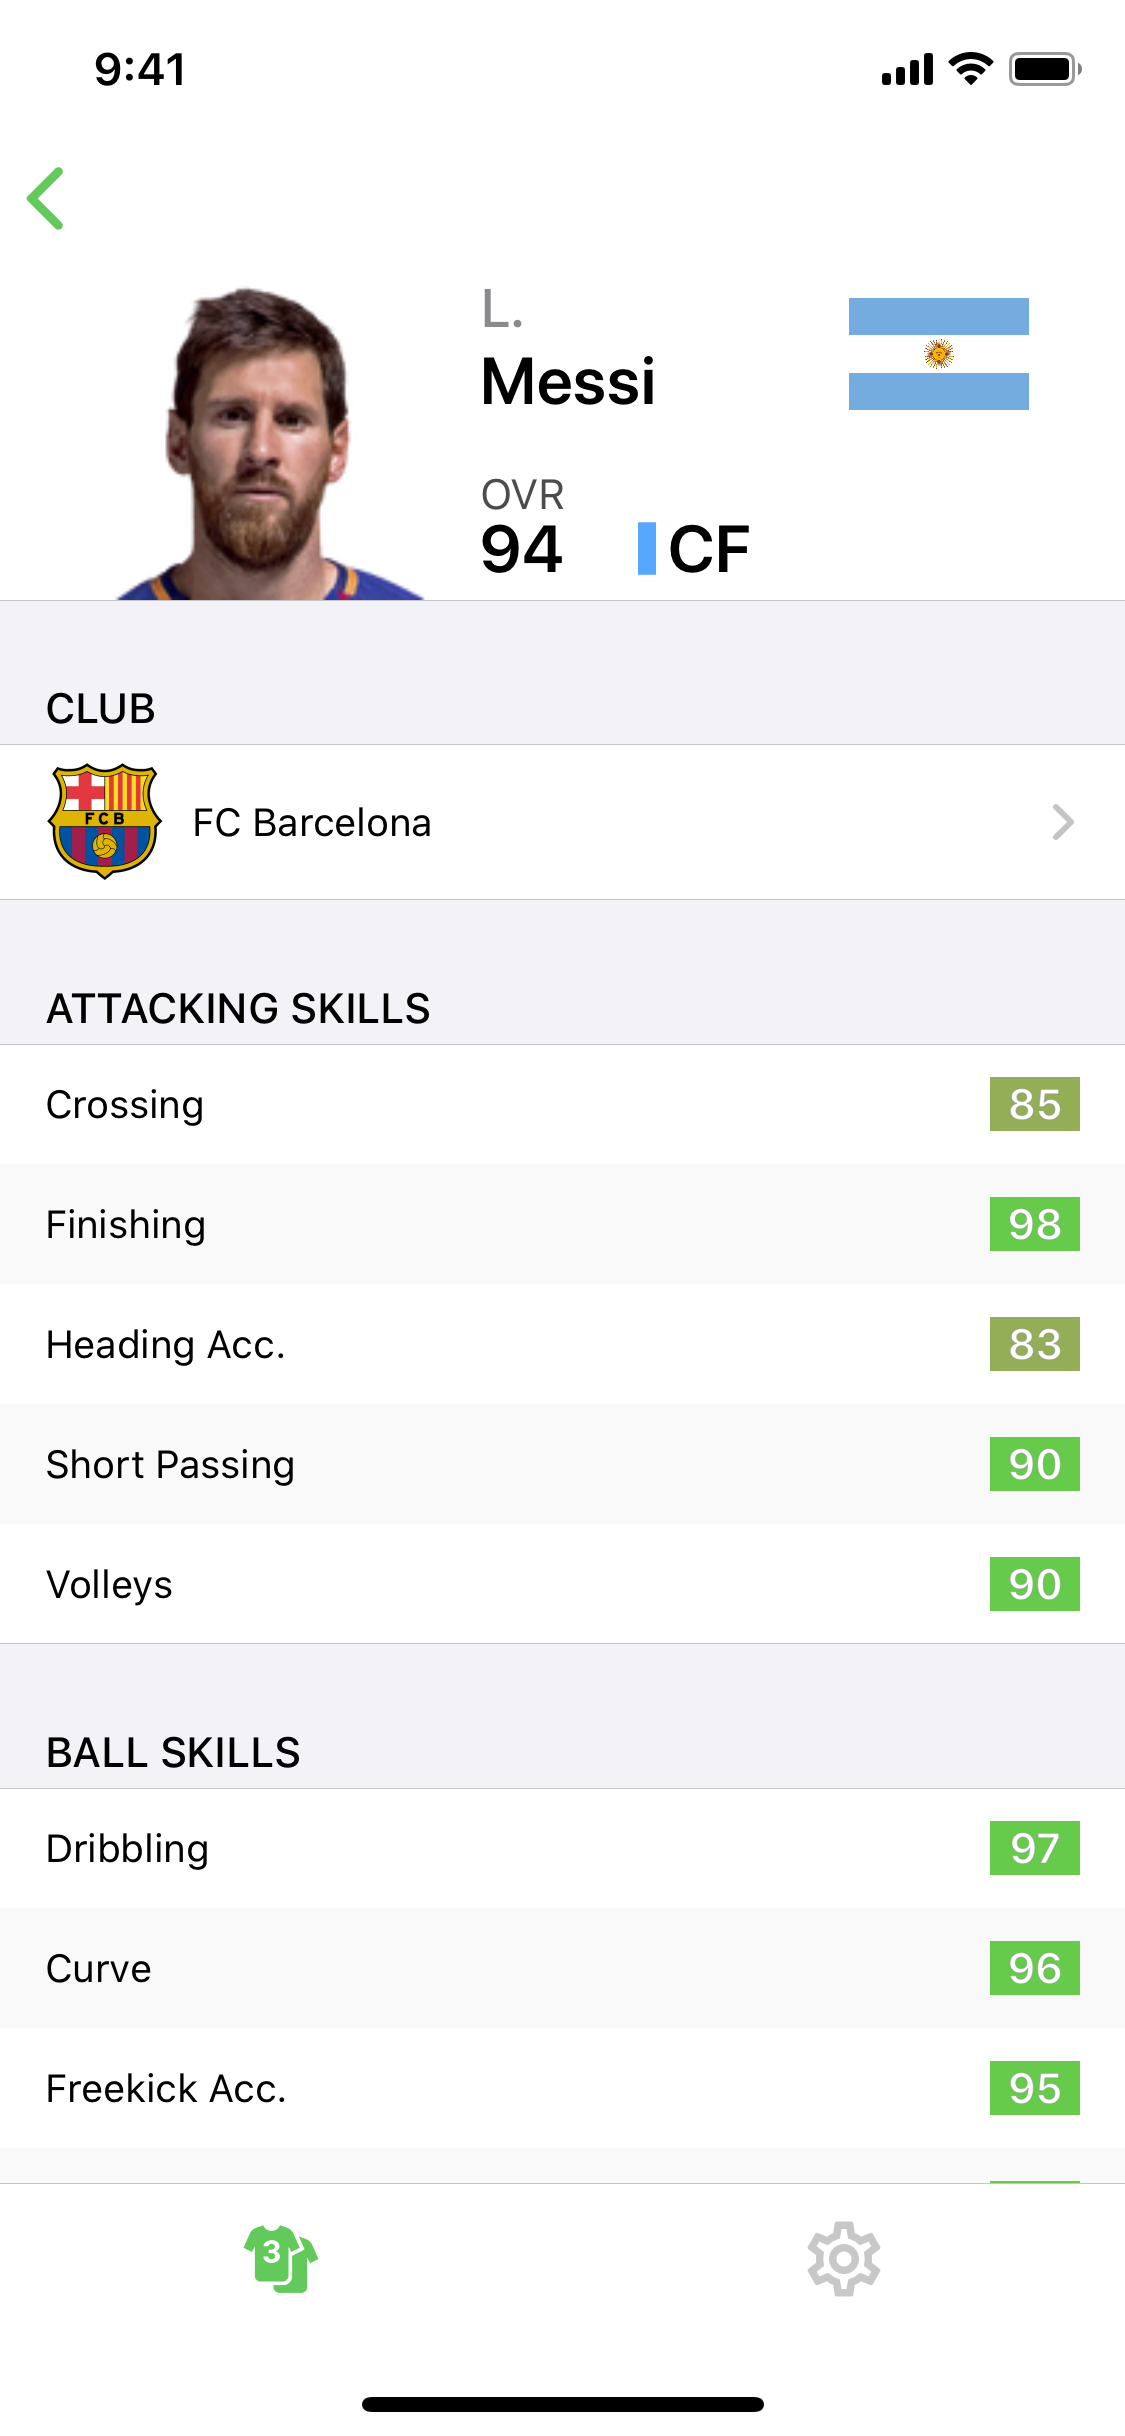 9:41
L.
Messi
OVR
94 CF
CLUB
FCB
FC Barcelona
ATTACKING SKILLS
Crossing 85
Finishing 98
Heading Acc. 83
Short Passing 90
Volleys 90
BALL SKILLS
Dribbling 97
Curve 96
Freekick Acc. 95
3